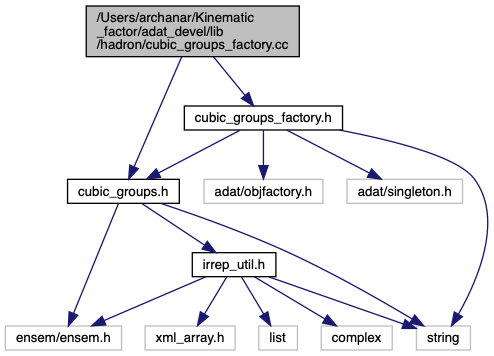 /Users/archanar/Kinematic
_factor/adat_devel/lib
/hadron/cubic_groups_factory.cc
cubic_groups_factory.h
cubic_groups.h
adat/objfactory.h
adat/singleton.h
irrep_util.h
ensem/ensem.h
xml_array.h
list
complex
string